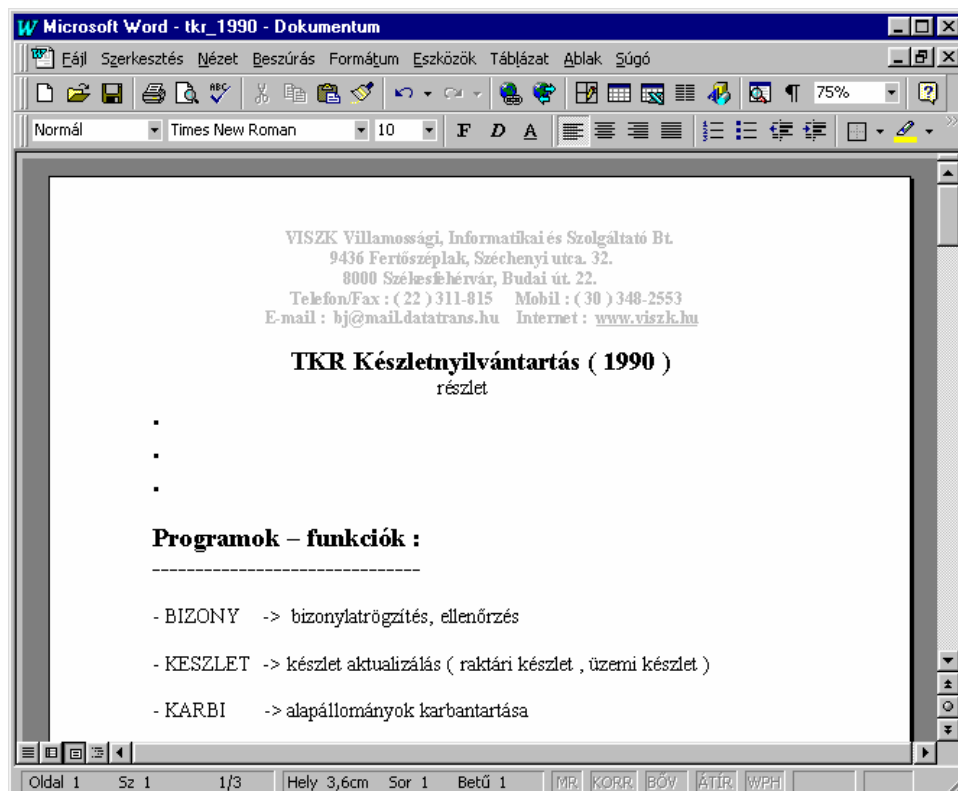 Microsoft Word - tkr_1990 - Dokumentum
Fájl Szerkesztés Nézet Beszúrás Formátum Eszközök Táblázat Ablak Súgó
75%
Normál Times New Roman 10 F D A
VISZK Villamossági, Informatikai és Szolgáltató Bt.
9436 Fertőszéplak, Széchenyi utca. 32.
8000 Székesfehérvár, Budai út. 22.
Telefon/Fax : ( 22 ) 311-815 Mobil : ( 30 ) 348-2553
E-mail : bj@mail.datatrans.hu Internet : www.viszk.hu
TKR Készletnyilvántartás ( 1990 )
részlet
.
.
.
Programok – funkciók :
-------------------------------
- BIZONY -> bizonylatrögzítés, ellenőrzés
- KESZLET -> készlet aktualizálás ( raktári készlet , üzemi készlet )
- KARBI -> alapállományok karbantartása
Oldal 1 Sz 1 1/3 Hely 3,6cm Sor 1 Betű 1 MR KORR BŐV ÁTÍR WPH